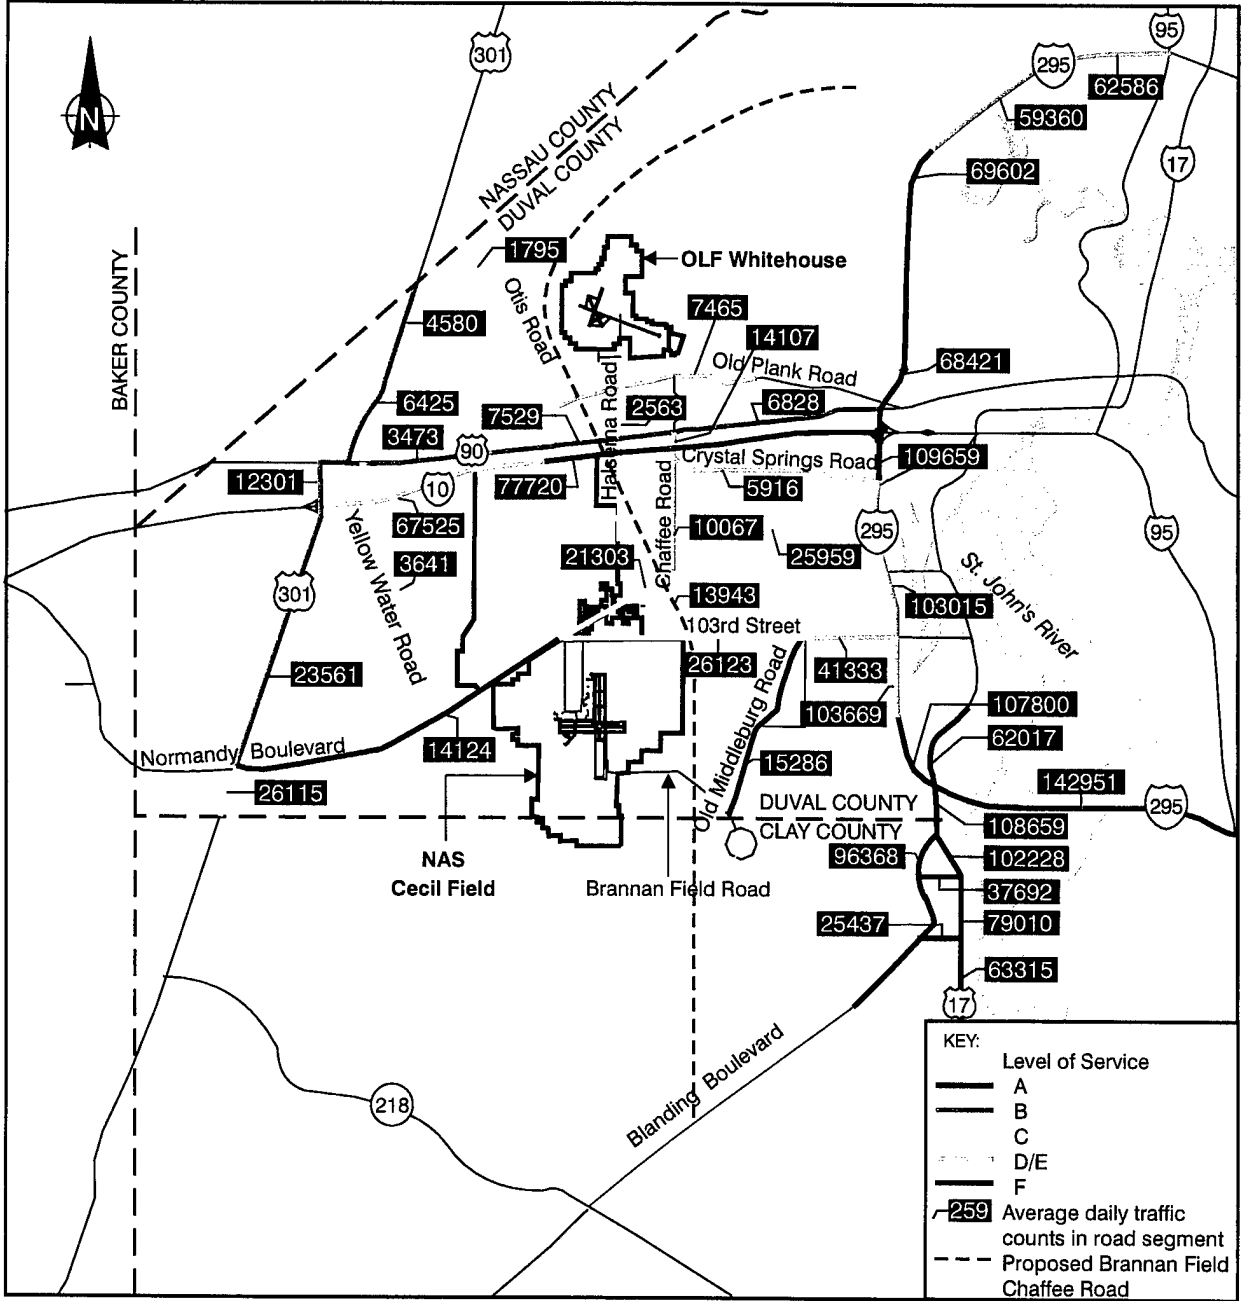 301
95
295
62586
59360
17
69602
N
NASSAU COUNTY
DUVAL COUNTY
BAKER COUNTY
1795
OLF Whitehouse
Otis Road
4580
7465
14107
Old Plank Road
68421
6425
7529
2563
6828
3473
90
Halsema Road
Crystal Springs Road
109659
12301
10
77720
5916
67525
Yellow Water Road
Chaffee Road
10067
295
95
21303
25959
3641
301
St. John's River
13943
103015
103rd Street
26123
41333
23561
103669
107800
Normandy Boulevard
14124
Old Middleburg Road
62017
15286
142951
26115
DUVAL COUNTY
295
CLAY COUNTY
108659
NAS
Cecil Field
Brannan Field Road
96368
102228
37692
25437
79010
63315
17
Blanding Boulevard
218
KEY:
Level of Service
A
B
C
D/E
F
259 Average daily traffic
counts in road segment
Proposed Brannan Field
Chaffee Road